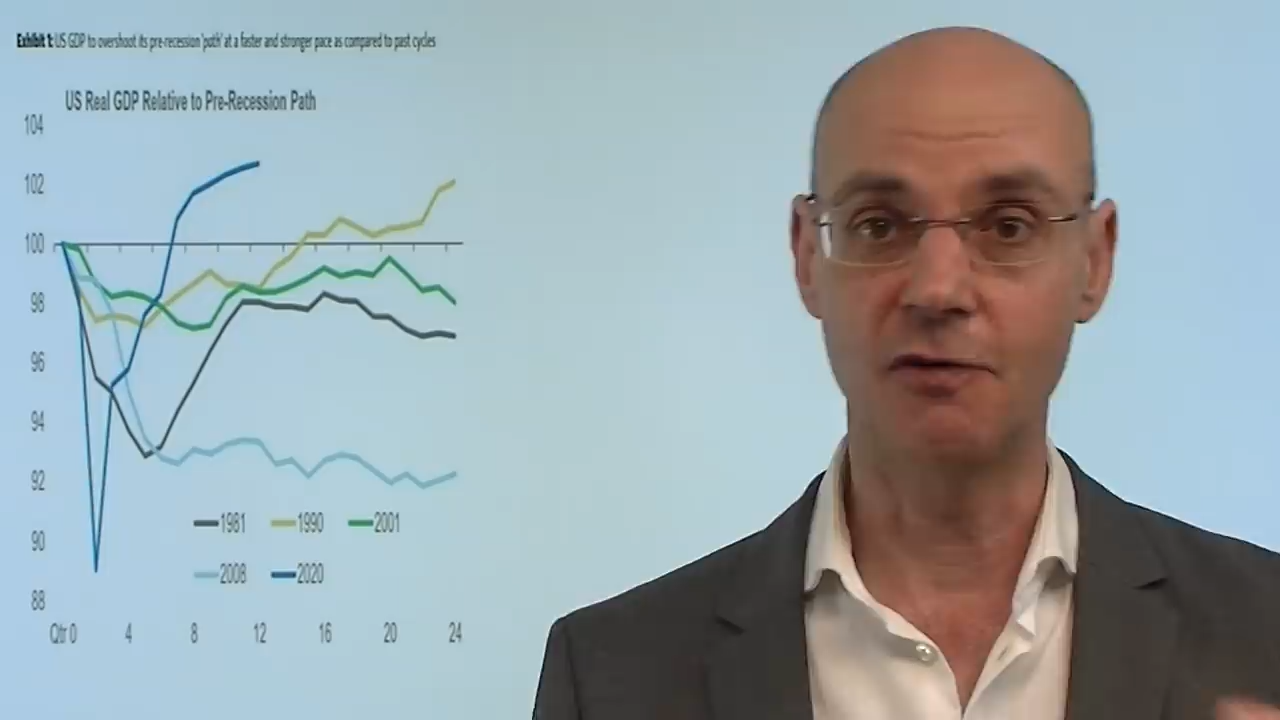 Exhibit 1: US GDP to overshoot its pre-recession 'path' at a faster and stronger pace as compared to past cycles
US Real GDP Relative to Pre-Recession Path
104
102
100
98
96
94
92
90
88
1981 1990 2001
2008 2020
Qtr 0 4 8 12 16 20 24